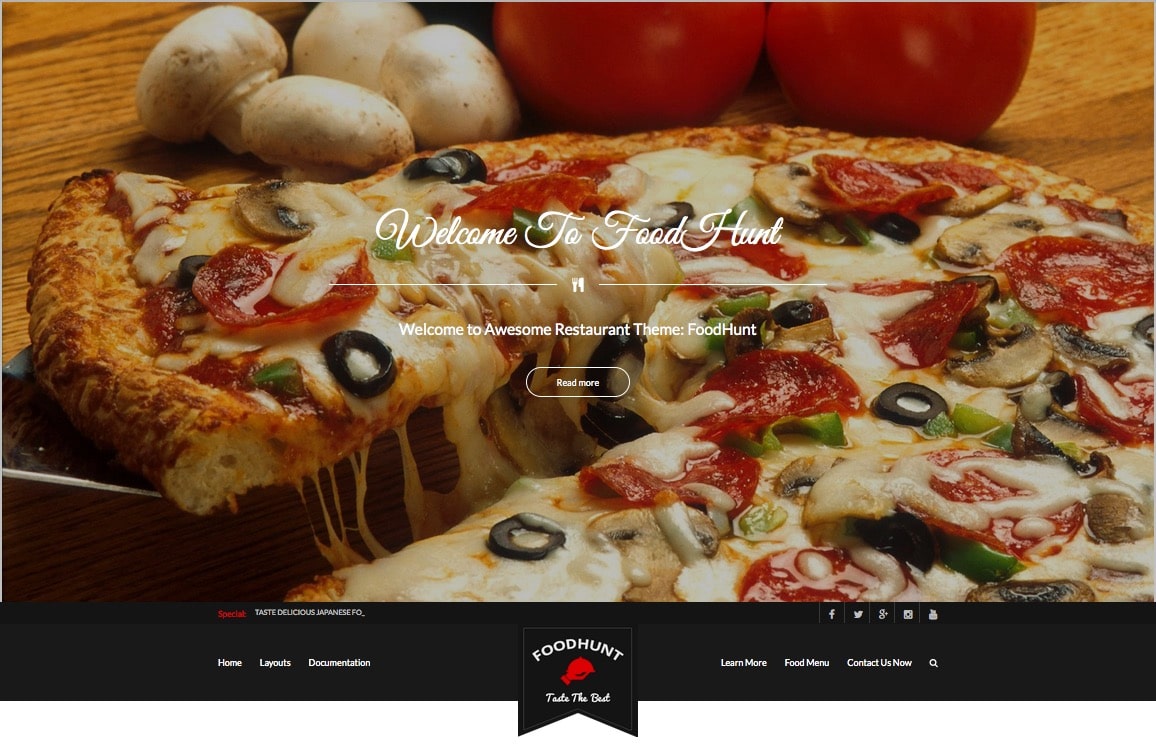 Welcome To FoodHunt
Welcome to Awesome Restaurant Theme: FoodHunt
Read more
Special: TASTE DELICIOUS JAPANESE FO_
Home Layouts Documentation
FOODHUNT
Taste The Best
Learn More Food Menu Contact Us Now